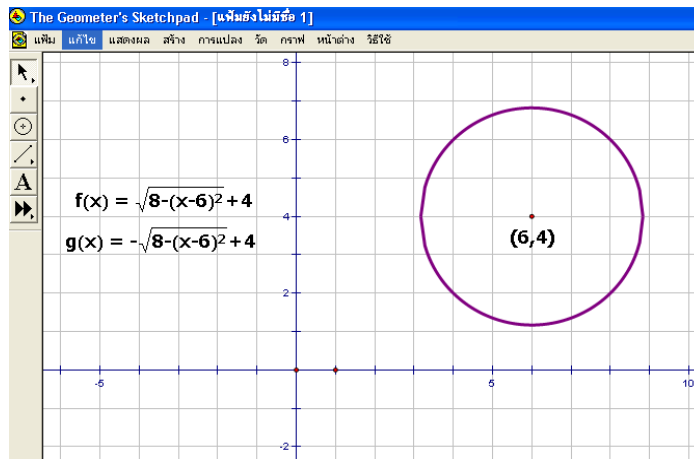 The Geometer's Sketchpad - [แฟ้มยังไม่มีชื่อ 1]
แฟ้ม แก้ไข แสดงผล สร้าง การแปลง วัด กราฟ หน้าต่าง วิธีใช้
A
8
6
f(x) = √8-(x-6)²+4
4
g(x) = -√8-(x-6)²+4
(6,4)
2
-5
5
10
-2